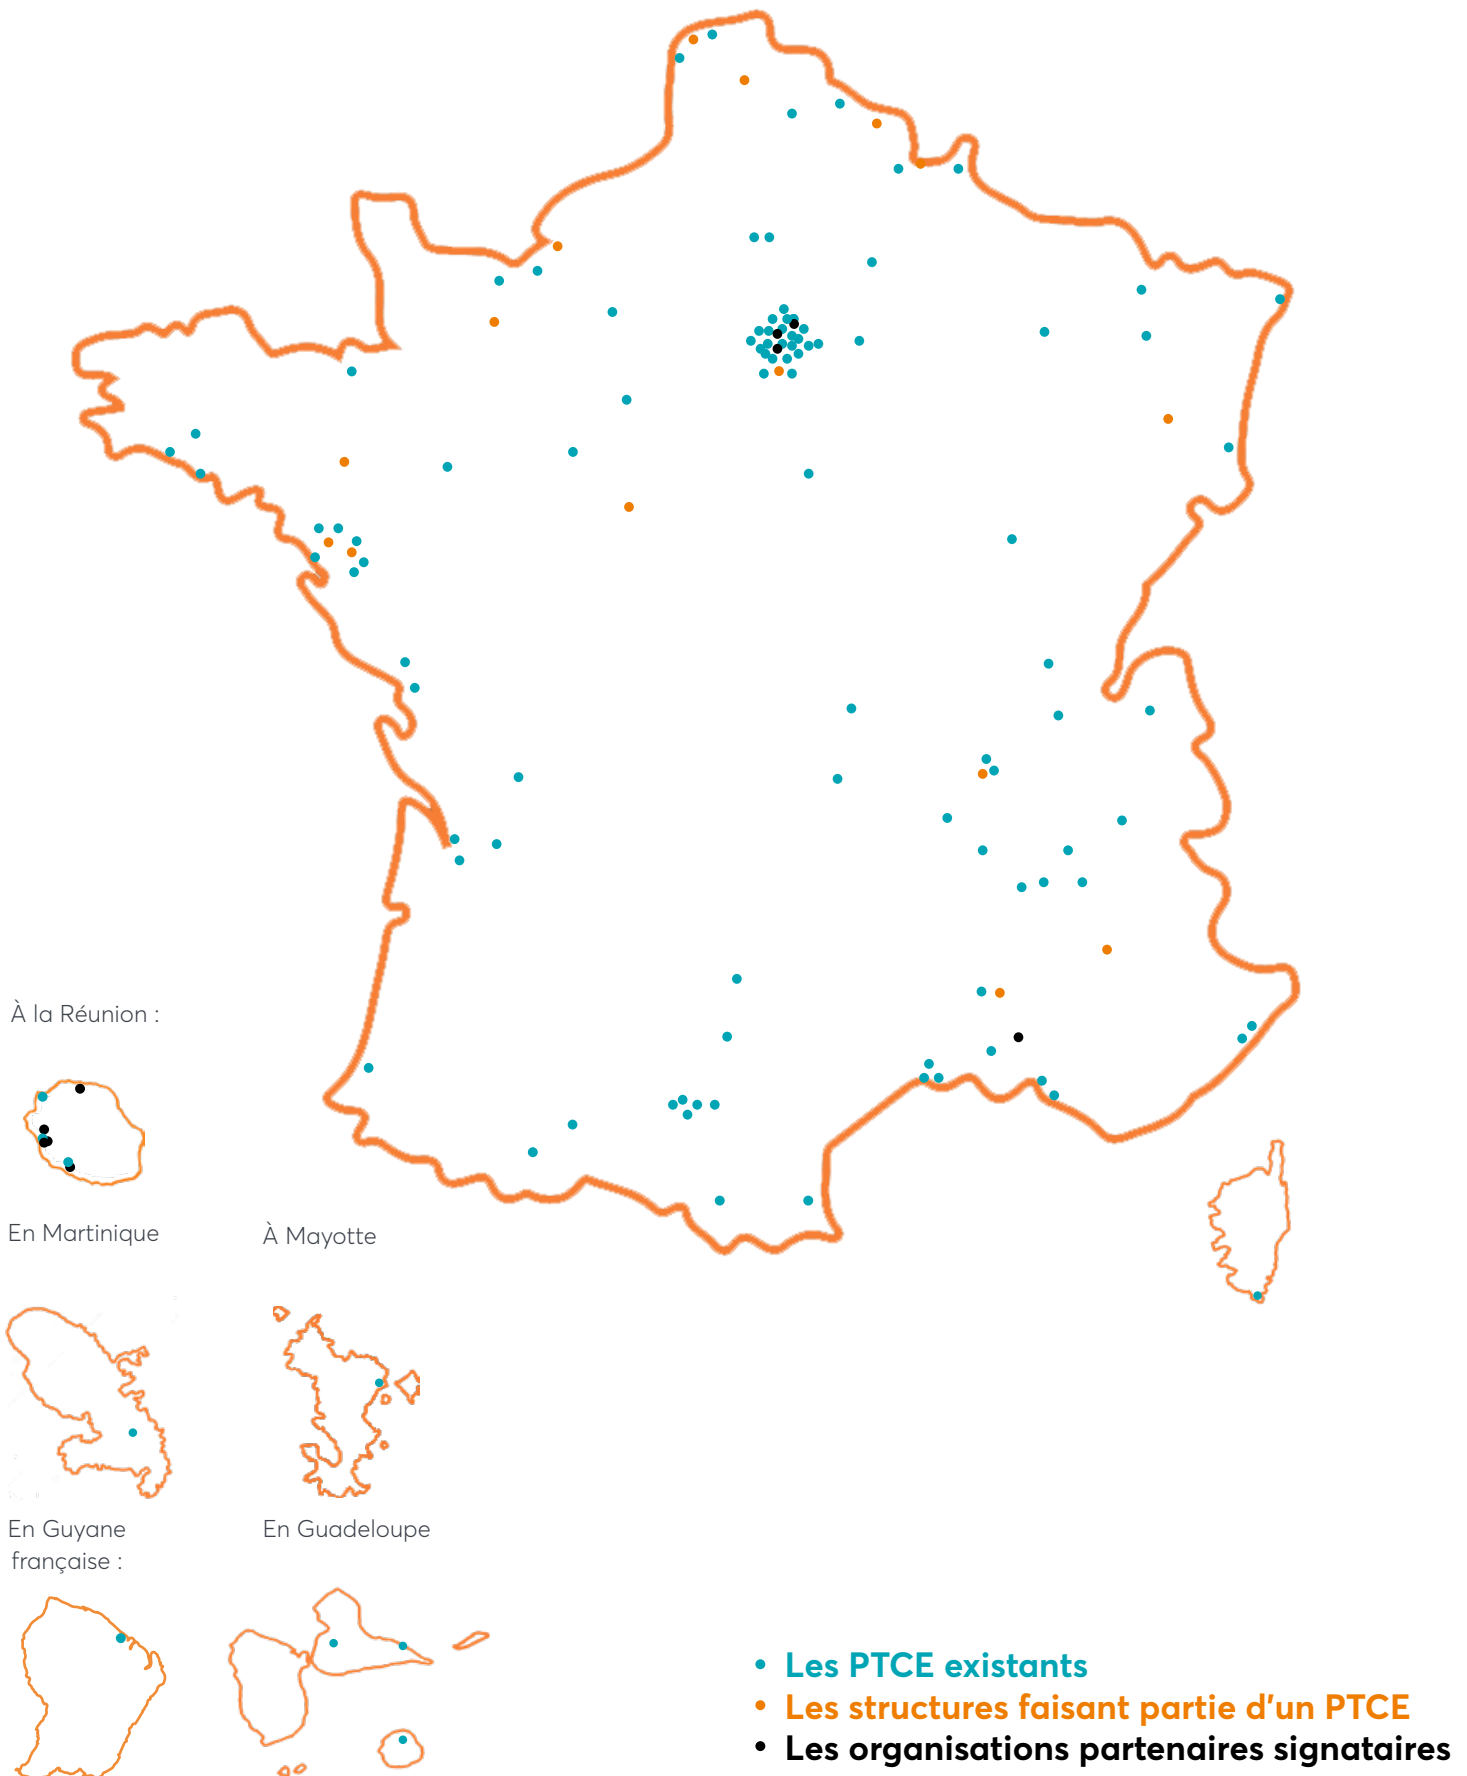 À la Réunion :
En Martinique
À Mayotte
En Guyane
française :
En Guadeloupe
• Les PTCE existants
• Les structures faisant partie d'un PTCE
• Les organisations partenaires signataires